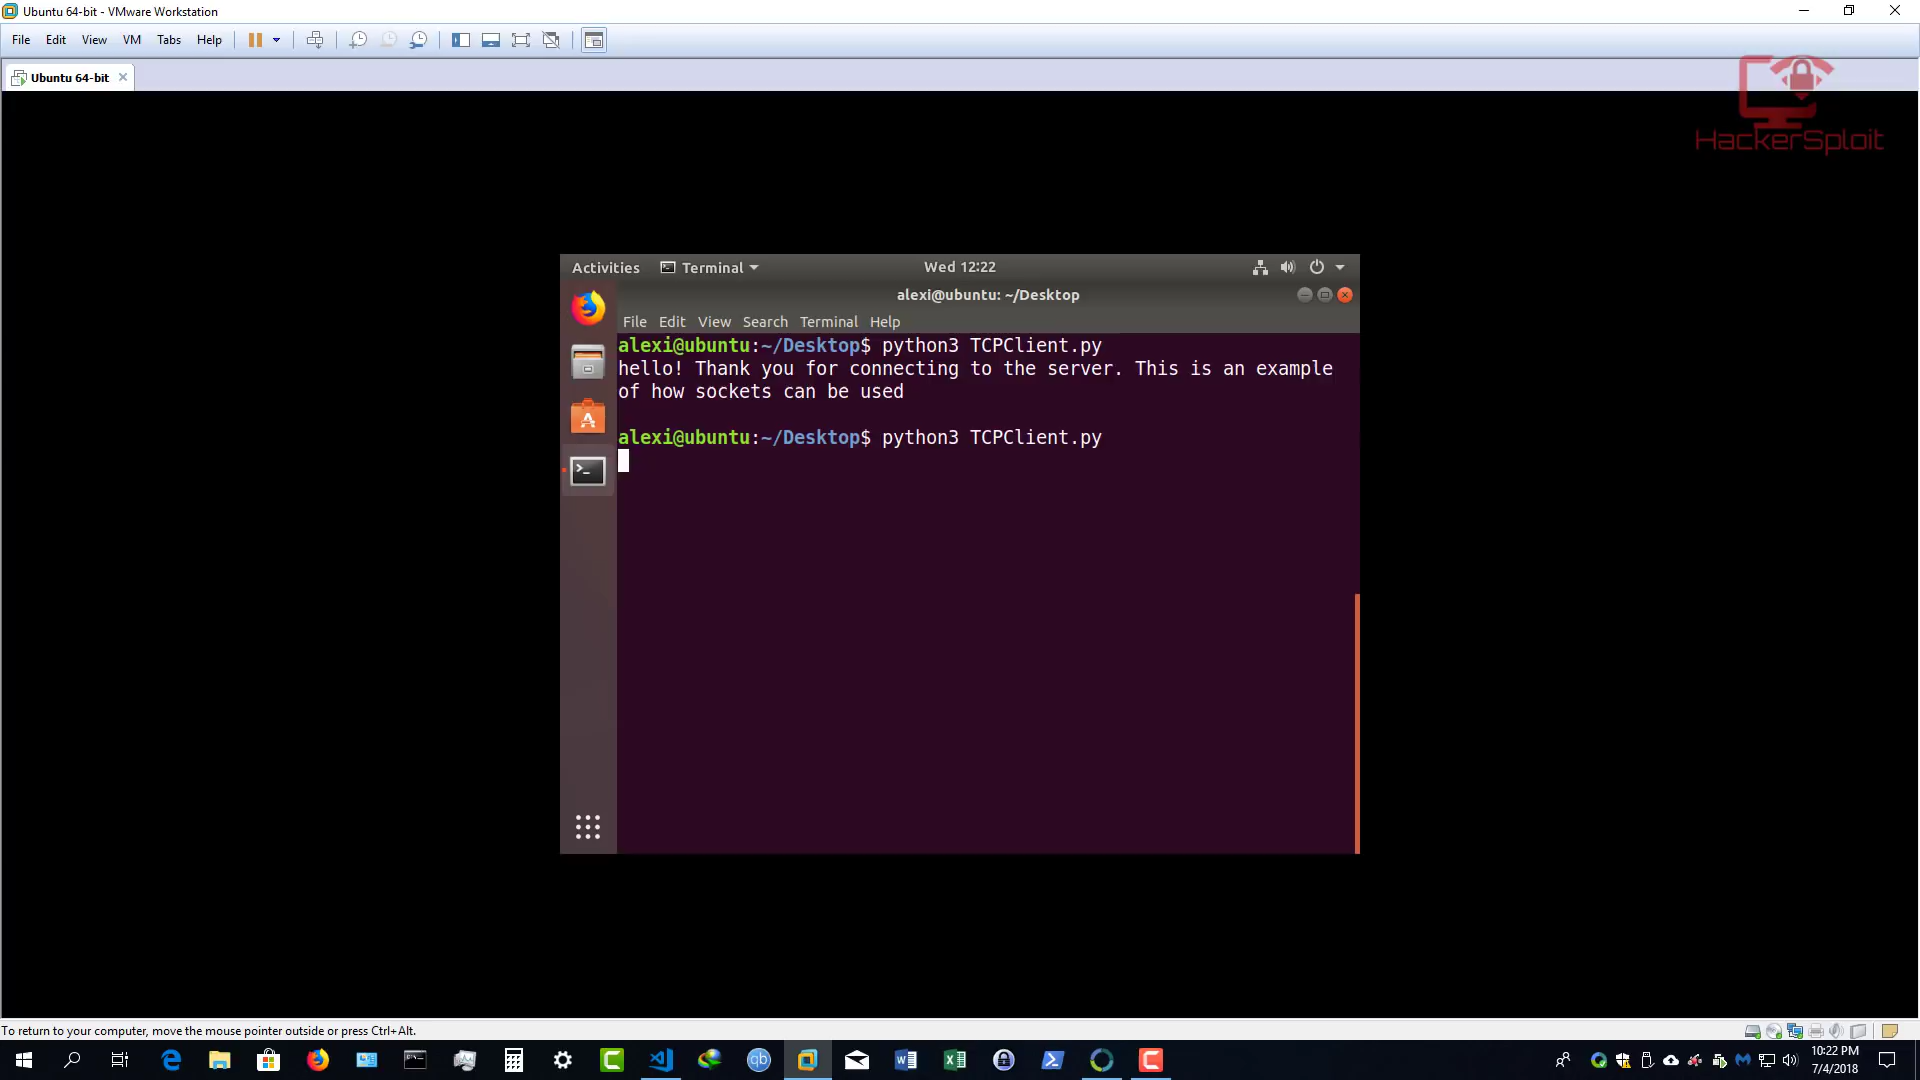 Ubuntu 64-bit - VMware Workstation
File Edit View VM Tabs Help
Ubuntu 64-bit
HackerSploit
Activities Terminal Wed 12:22
alexi@ubuntu: ~/Desktop
File Edit View Search Terminal Help
alexi@ubuntu:~/Desktop$ python3 TCPClient.py
hello! Thank you for connecting to the server. This is an example
of how sockets can be used
alexi@ubuntu:~/Desktop$ python3 TCPClient.py
To return to your computer, move the mouse pointer outside or press Ctrl+Alt.
10:22 PM
7/4/2018